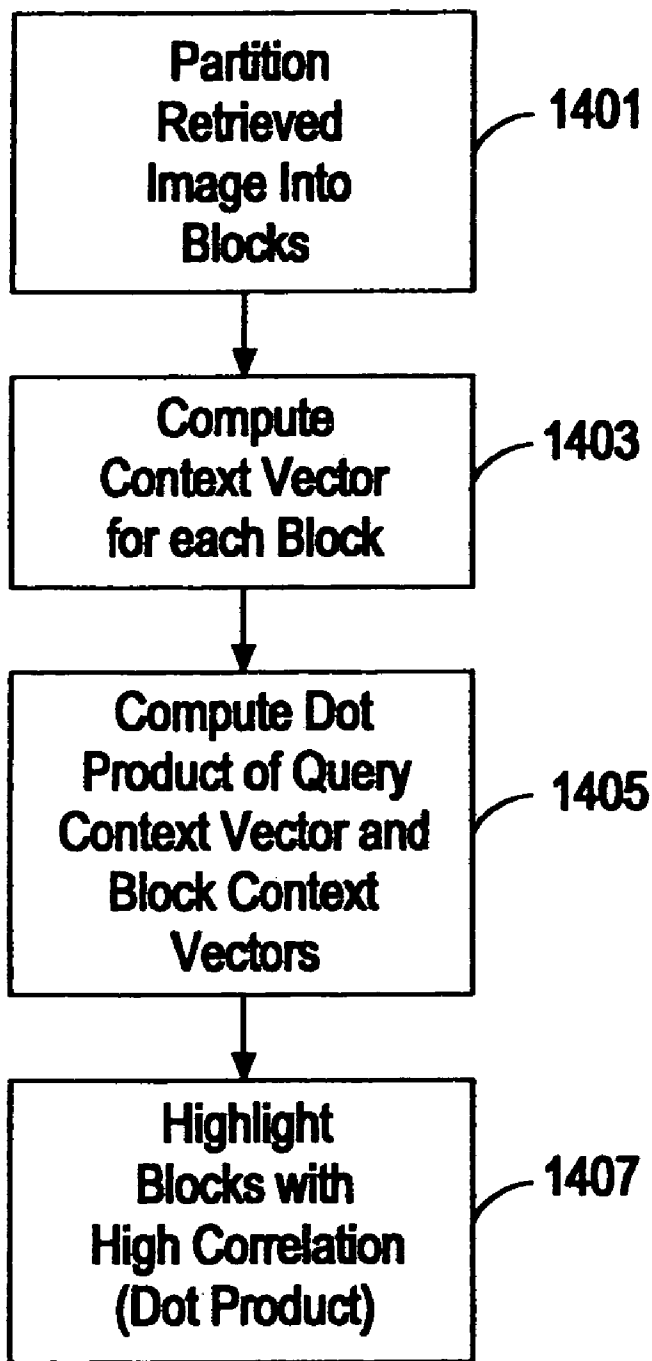 Partition
Retrieved
Image Into
Blocks
1401
Compute
Context Vector
for each Block
1403
Compute Dot
Product of Query
Context Vector and
Block Context
Vectors
1405
Highlight
Blocks with
High Correlation
(Dot Product)
1407